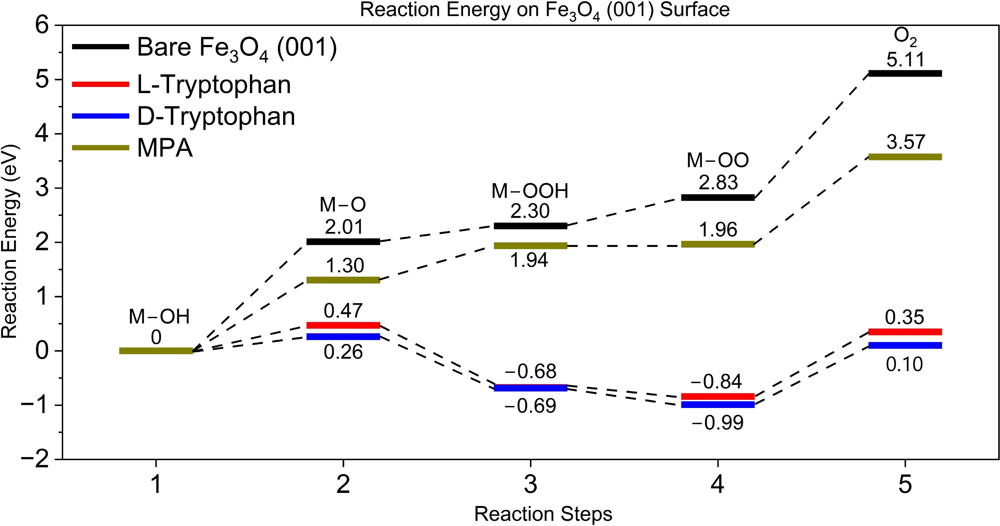 Reaction Energy on Fe₃O₄ (001) Surface
Reaction Energy (eV)
6
5
4
3
2
1
0
−1
−2
Bare Fe₃O₄ (001)
L-Tryptophan
D-Tryptophan
MPA
M−OH
0
M−O
2.01
1.30
0.47
0.26
M−OOH
2.30
1.94
−0.68
−0.69
M−OO
2.83
1.96
−0.84
−0.99
O₂
5.11
3.57
0.35
0.10
1 2 3 4 5
Reaction Steps